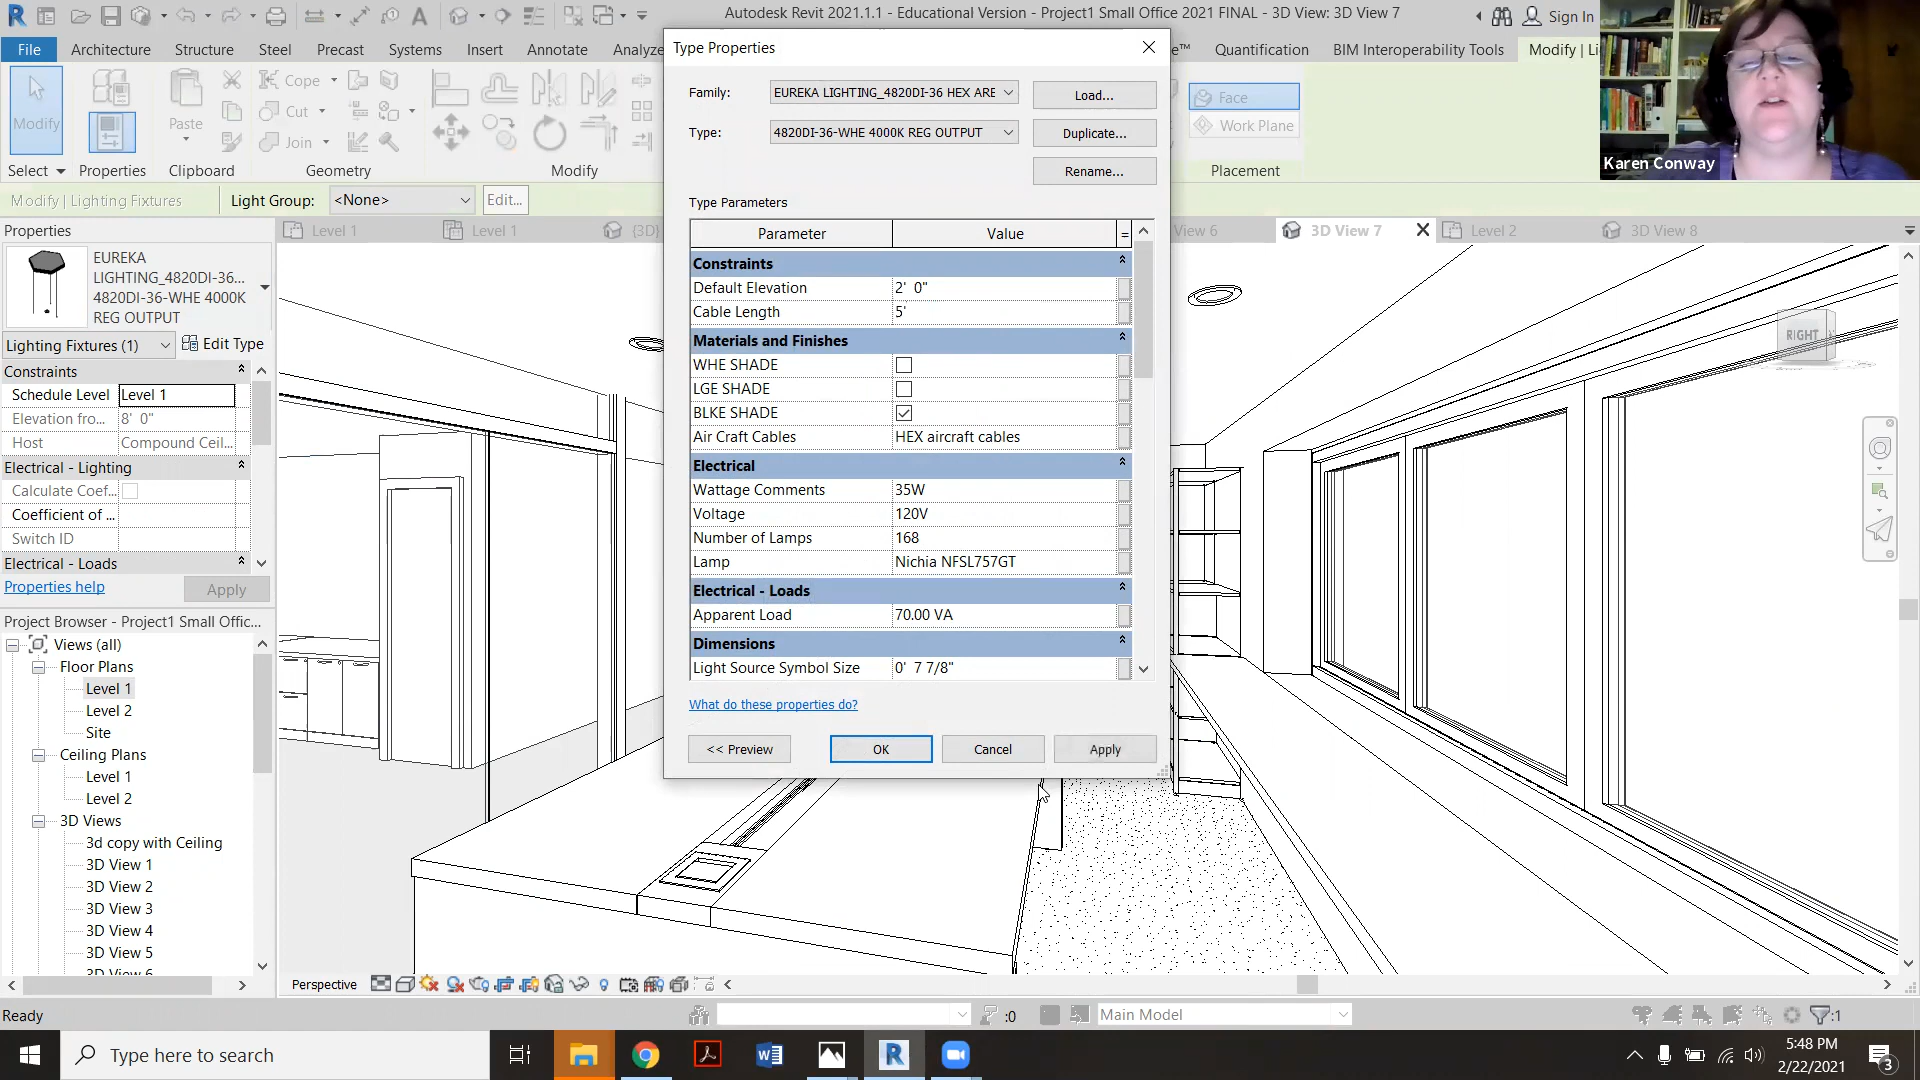 Autodesk Revit 2021.1.1 - Educational Version - Project1 Small Office 2021 FINAL - 3D View: 3D View 7
Sign In
File
Architecture
Structure
Steel
Precast
Systems
Insert
Annotate
Analyze
Quantification
BIM Interoperability Tools
Modify | Li
Modify
Paste
Cope
Cut
Join
Face
Work Plane
Select
Properties
Clipboard
Geometry
Modify
Placement
Karen Conway
Modify | Lighting Fixtures
Light Group:
<None>
Edit...
Properties
Level 1
Level 1
{3D}
View 6
3D View 7
Level 2
3D View 8
EUREKA
LIGHTING_4820DI-36...
4820DI-36-WHE 4000K
REG OUTPUT
Lighting Fixtures (1)
Edit Type
Constraints
Schedule Level
Level 1
Elevation fro...
8' 0"
Host
Compound Ceil...
Electrical - Lighting
Calculate Coef...
Coefficient of ...
Switch ID
Electrical - Loads
Properties help
Apply
Project Browser - Project1 Small Offic...
Views (all)
Floor Plans
Level 1
Level 2
Site
Ceiling Plans
Level 1
Level 2
3D Views
3d copy with Ceiling
3D View 1
3D View 2
3D View 3
3D View 4
3D View 5
3D View 6
Type Properties
Family:
EUREKA LIGHTING_4820DI-36 HEX ARE
Load...
Type:
4820DI-36-WHE 4000K REG OUTPUT
Duplicate...
Rename...
Type Parameters
Parameter
Value
=
Constraints
Default Elevation
2' 0"
Cable Length
5'
Materials and Finishes
WHE SHADE
LGE SHADE
BLKE SHADE
Air Craft Cables
HEX aircraft cables
Electrical
Wattage Comments
35W
Voltage
120V
Number of Lamps
168
Lamp
Nichia NFSL757GT
Electrical - Loads
Apparent Load
70.00 VA
Dimensions
Light Source Symbol Size
0' 7 7/8"
What do these properties do?
<< Preview
OK
Cancel
Apply
RIGHT
Perspective
Ready
:0
Main Model
:1
Type here to search
5:48 PM
2/22/2021
3